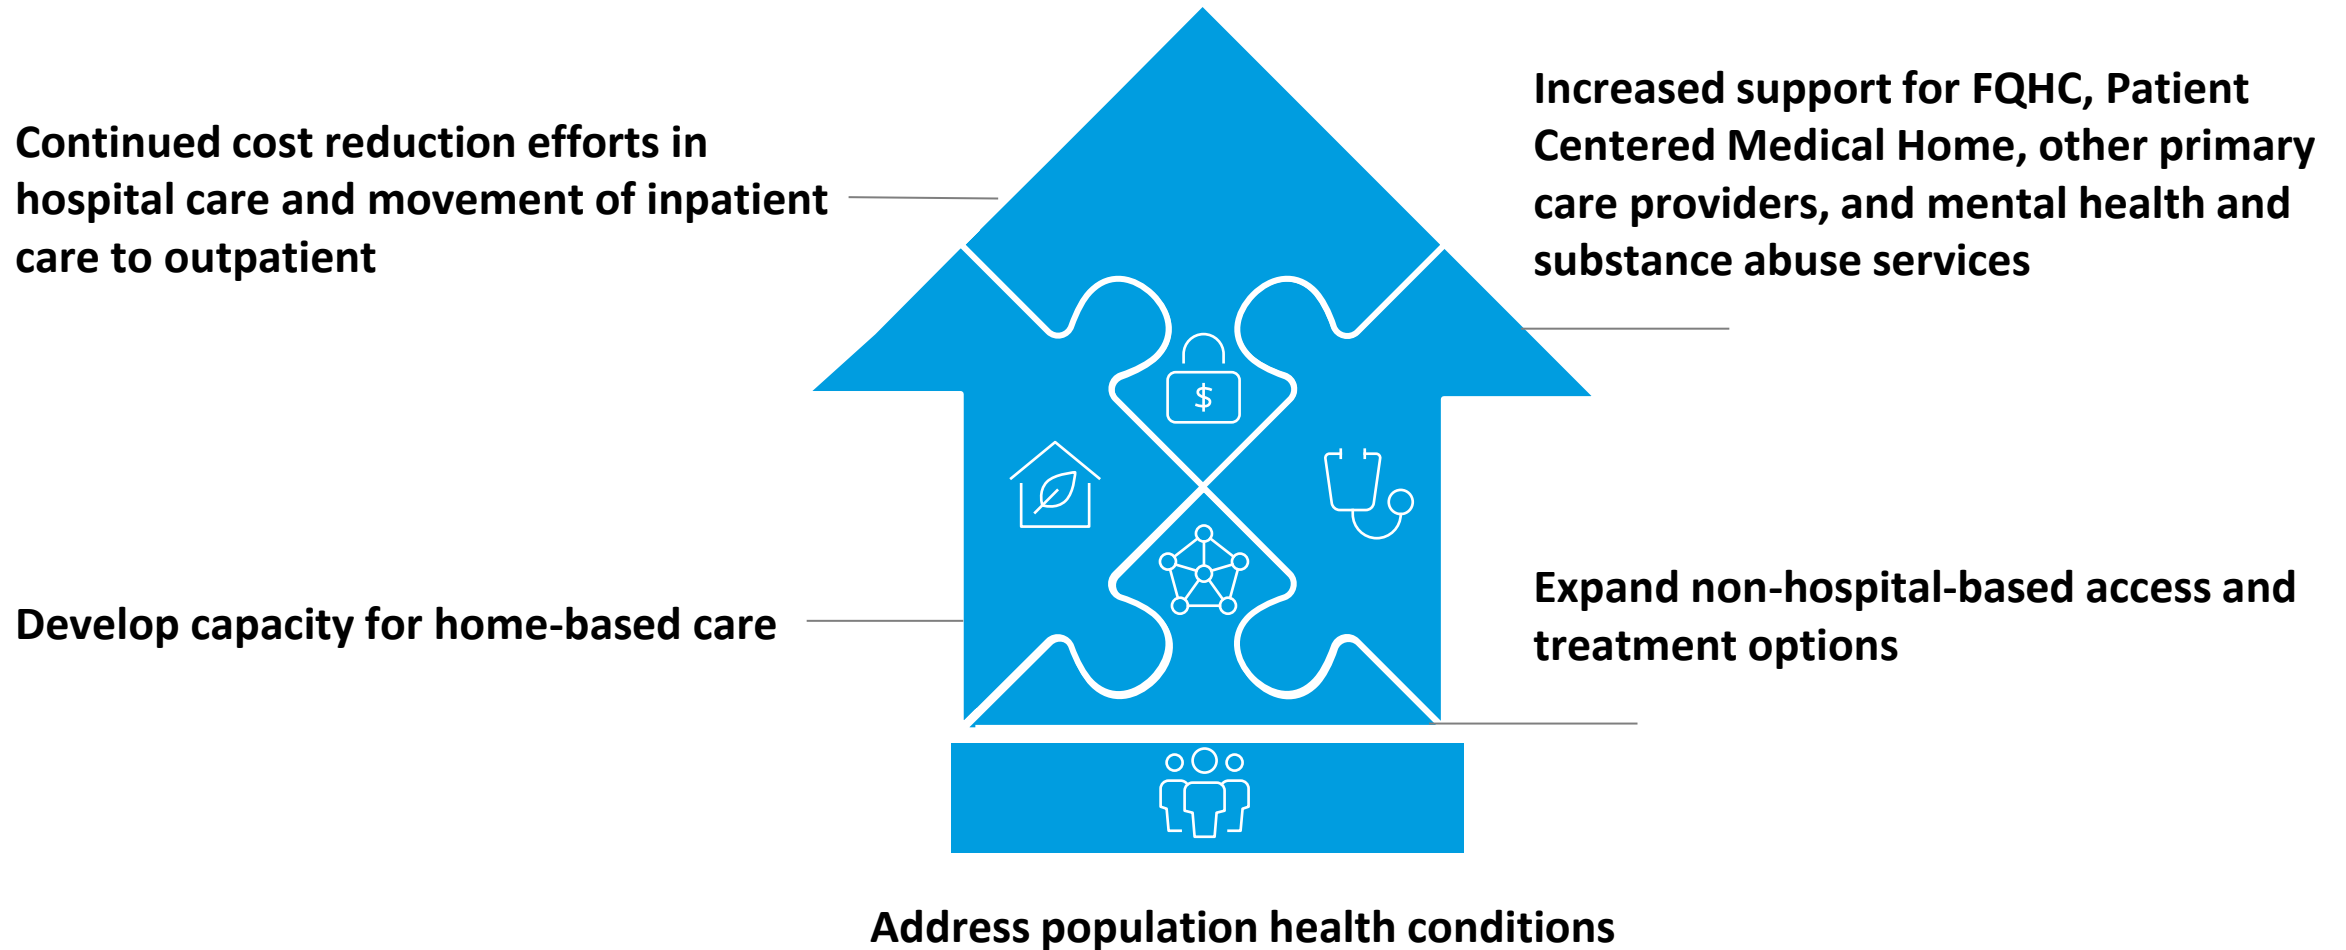 Continued cost reduction efforts in
hospital care and movement of inpatient
care to outpatient
Increased support for FQHC, Patient
Centered Medical Home, other primary
care providers, and mental health and
substance abuse services
$
Develop capacity for home-based care
Expand non-hospital-based access and
treatment options
Address population health conditions